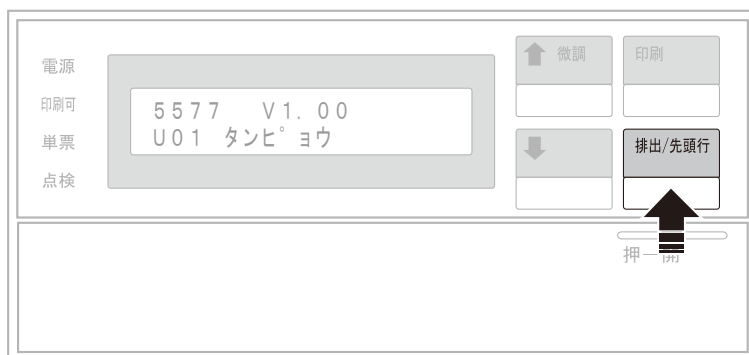 電源
印刷可
単票
点検
5577 V1.00
U01 タンピョウ
微調
印刷
排出/先頭行
押－開